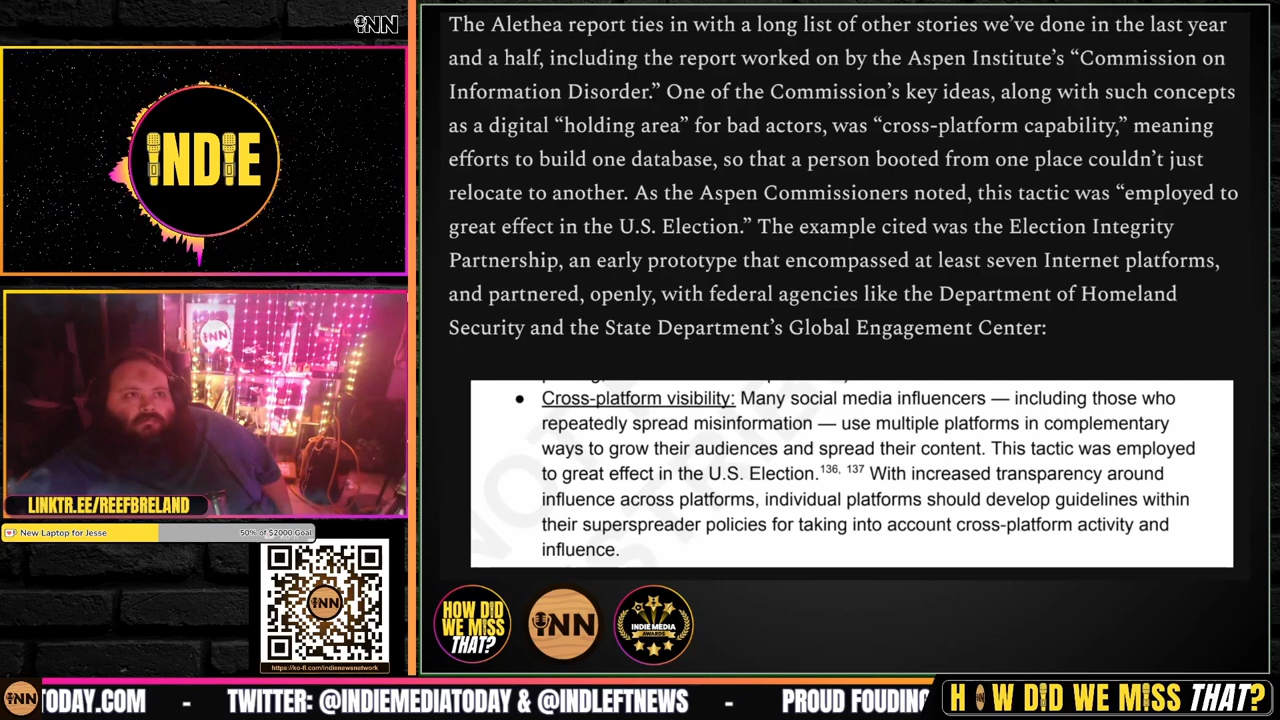 iNN
iNDiE
The Alethea report ties in with a long list of other stories we’ve done in the last year
and a half, including the report worked on by the Aspen Institute’s “Commission on
Information Disorder.” One of the Commission’s key ideas, along with such concepts
as a digital “holding area” for bad actors, was “cross-platform capability,” meaning
efforts to build one database, so that a person booted from one place couldn’t just
relocate to another. As the Aspen Commissioners noted, this tactic was “employed to
great effect in the U.S. Election.” The example cited was the Election Integrity
Partnership, an early prototype that encompassed at least seven Internet platforms,
and partnered, openly, with federal agencies like the Department of Homeland
Security and the State Department’s Global Engagement Center:
● Cross-platform visibility: Many social media influencers — including those who
repeatedly spread misinformation — use multiple platforms in complementary
ways to grow their audiences and spread their content. This tactic was employed
to great effect in the U.S. Election.136, 137 With increased transparency around
influence across platforms, individual platforms should develop guidelines within
their superspreader policies for taking into account cross-platform activity and
influence.
iNN
LINKTR.EE/REEFBRELAND
New Laptop for Jesse 50% of $2000 Goal
iNN
https://ko-fi.com/indienewsnetwork
HOW DiD
WE MiSS
THAT?
iNN
INDIE MEDIA
AWARDS
iNN
TODAY.COM - TWITTER: @INDIEMEDIATODAY & @INDLEFTNEWS - PROUD FOUDING
HOW DiD WE MiSS THAT?